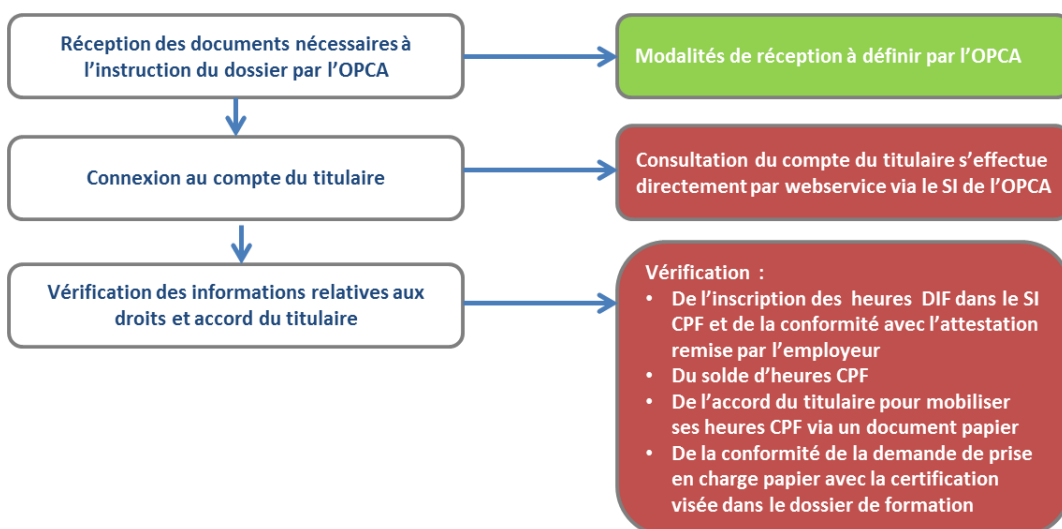 Réception des documents nécessaires à
l’instruction du dossier par l’OPCA
Modalités de réception à définir par l’OPCA
Connexion au compte du titulaire
Consultation du compte du titulaire s’effectue
directement par webservice via le SI de l’OPCA
Vérification des informations relatives aux
droits et accord du titulaire
Vérification :
• De l’inscription des heures DIF dans le SI
CPF et de la conformité avec l’attestation
remise par l’employeur
• Du solde d’heures CPF
• De l’accord du titulaire pour mobiliser
ses heures CPF via un document papier
• De la conformité de la demande de prise
en charge papier avec la certification
visée dans le dossier de formation